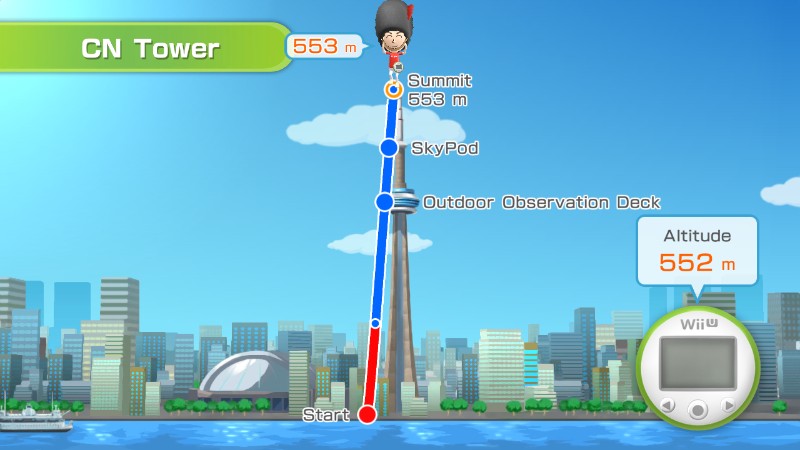 CN Tower
553 m
Summit
553 m
SkyPod
Outdoor Observation Deck
Altitude
552 m
Wii U
Start